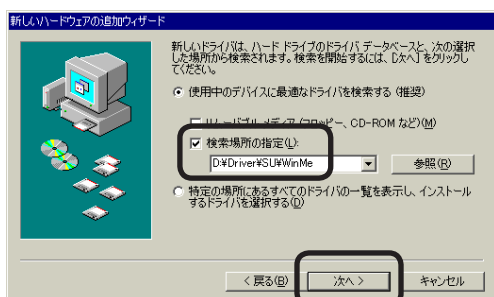 新しいハードウェアの追加ウィザード
新しいドライバは、ハード ドライブのドライバ データベースと、次の選択
した場所から検索されます。検索を開始するには、[次へ] をクリックし
てください。
使用中のデバイスに最適なドライバを検索する (推奨)
リムーバブル メディア (フロッピー、CD-ROM など)(M)
検索場所の指定(L):
D:¥Driver¥SU¥WinMe
参照(R)
特定の場所にあるすべてのドライバの一覧を表示し、インストール
するドライバを選択する(D)
< 戻る(B)
次へ >
キャンセル